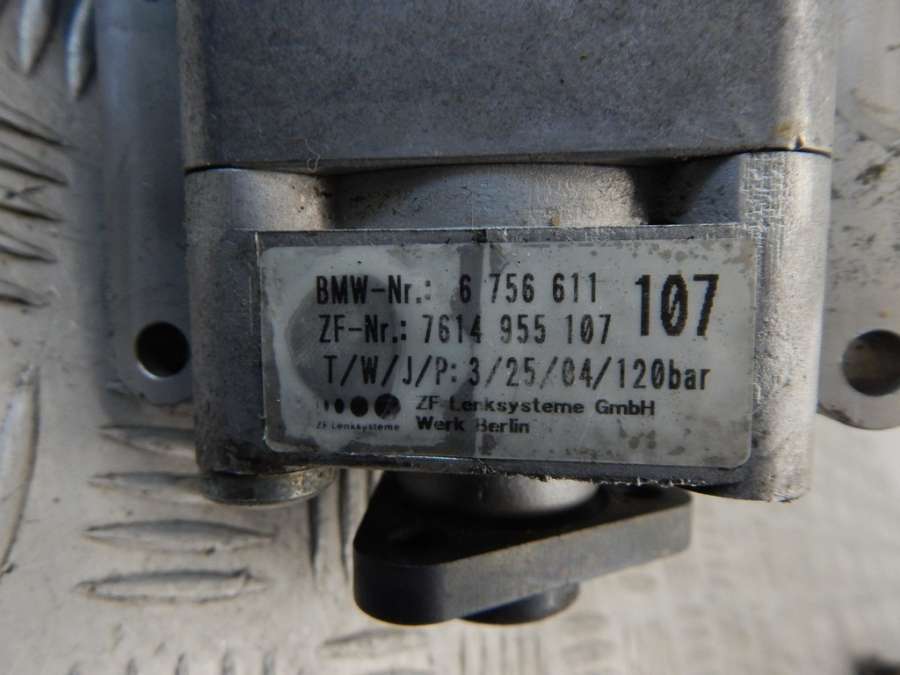 BMW-Nr.: 6 756 611 107
ZF-Nr.: 7614 955 107
T/W/J/P: 3/25/04/120bar
ZF-Lenksysteme GmbH
ZF-Lenksysteme Werk Berlin